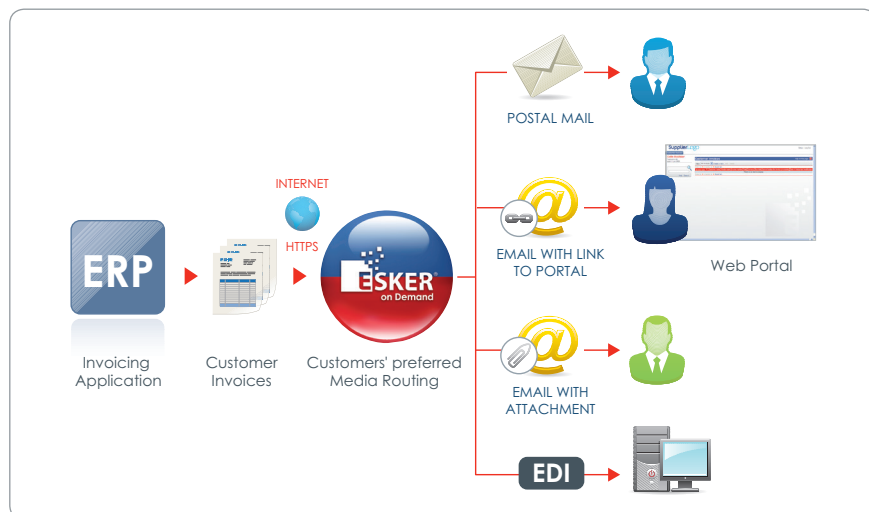 POSTAL MAIL
SupplierLogo
INTERNET
HTTPS
ERP
ESKER
on Demand
EMAIL WITH LINK
TO PORTAL
Web Portal
Invoicing
Application
Customer
Invoices
Customers' preferred
Media Routing
EMAIL WITH
ATTACHMENT
EDI